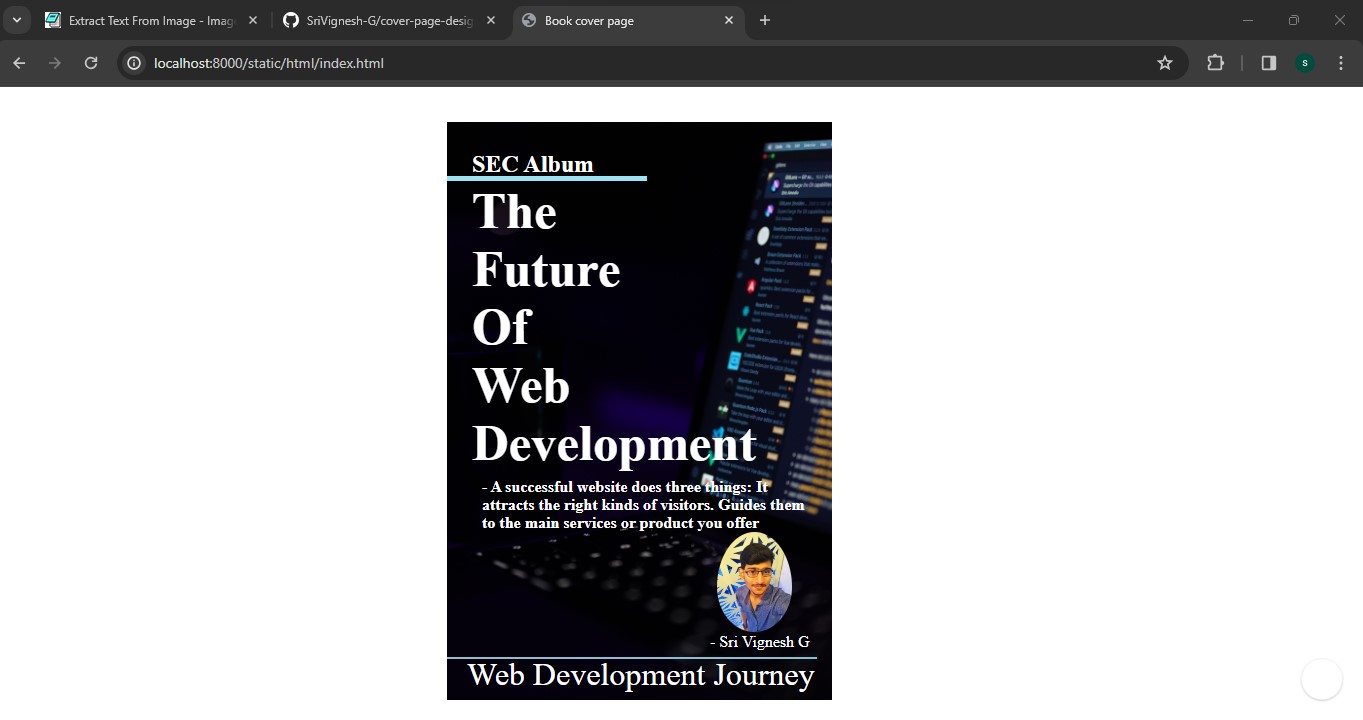 Extract Text From Image - Imag
SriVignesh-G/cover-page-desig
Book cover page
localhost:8000/static/html/index.html
s
SEC Album
The
Future
Of
Web
Development
- A successful website does three things: It
attracts the right kinds of visitors. Guides them
to the main services or product you offer
- Sri Vignesh G
Web Development Journey